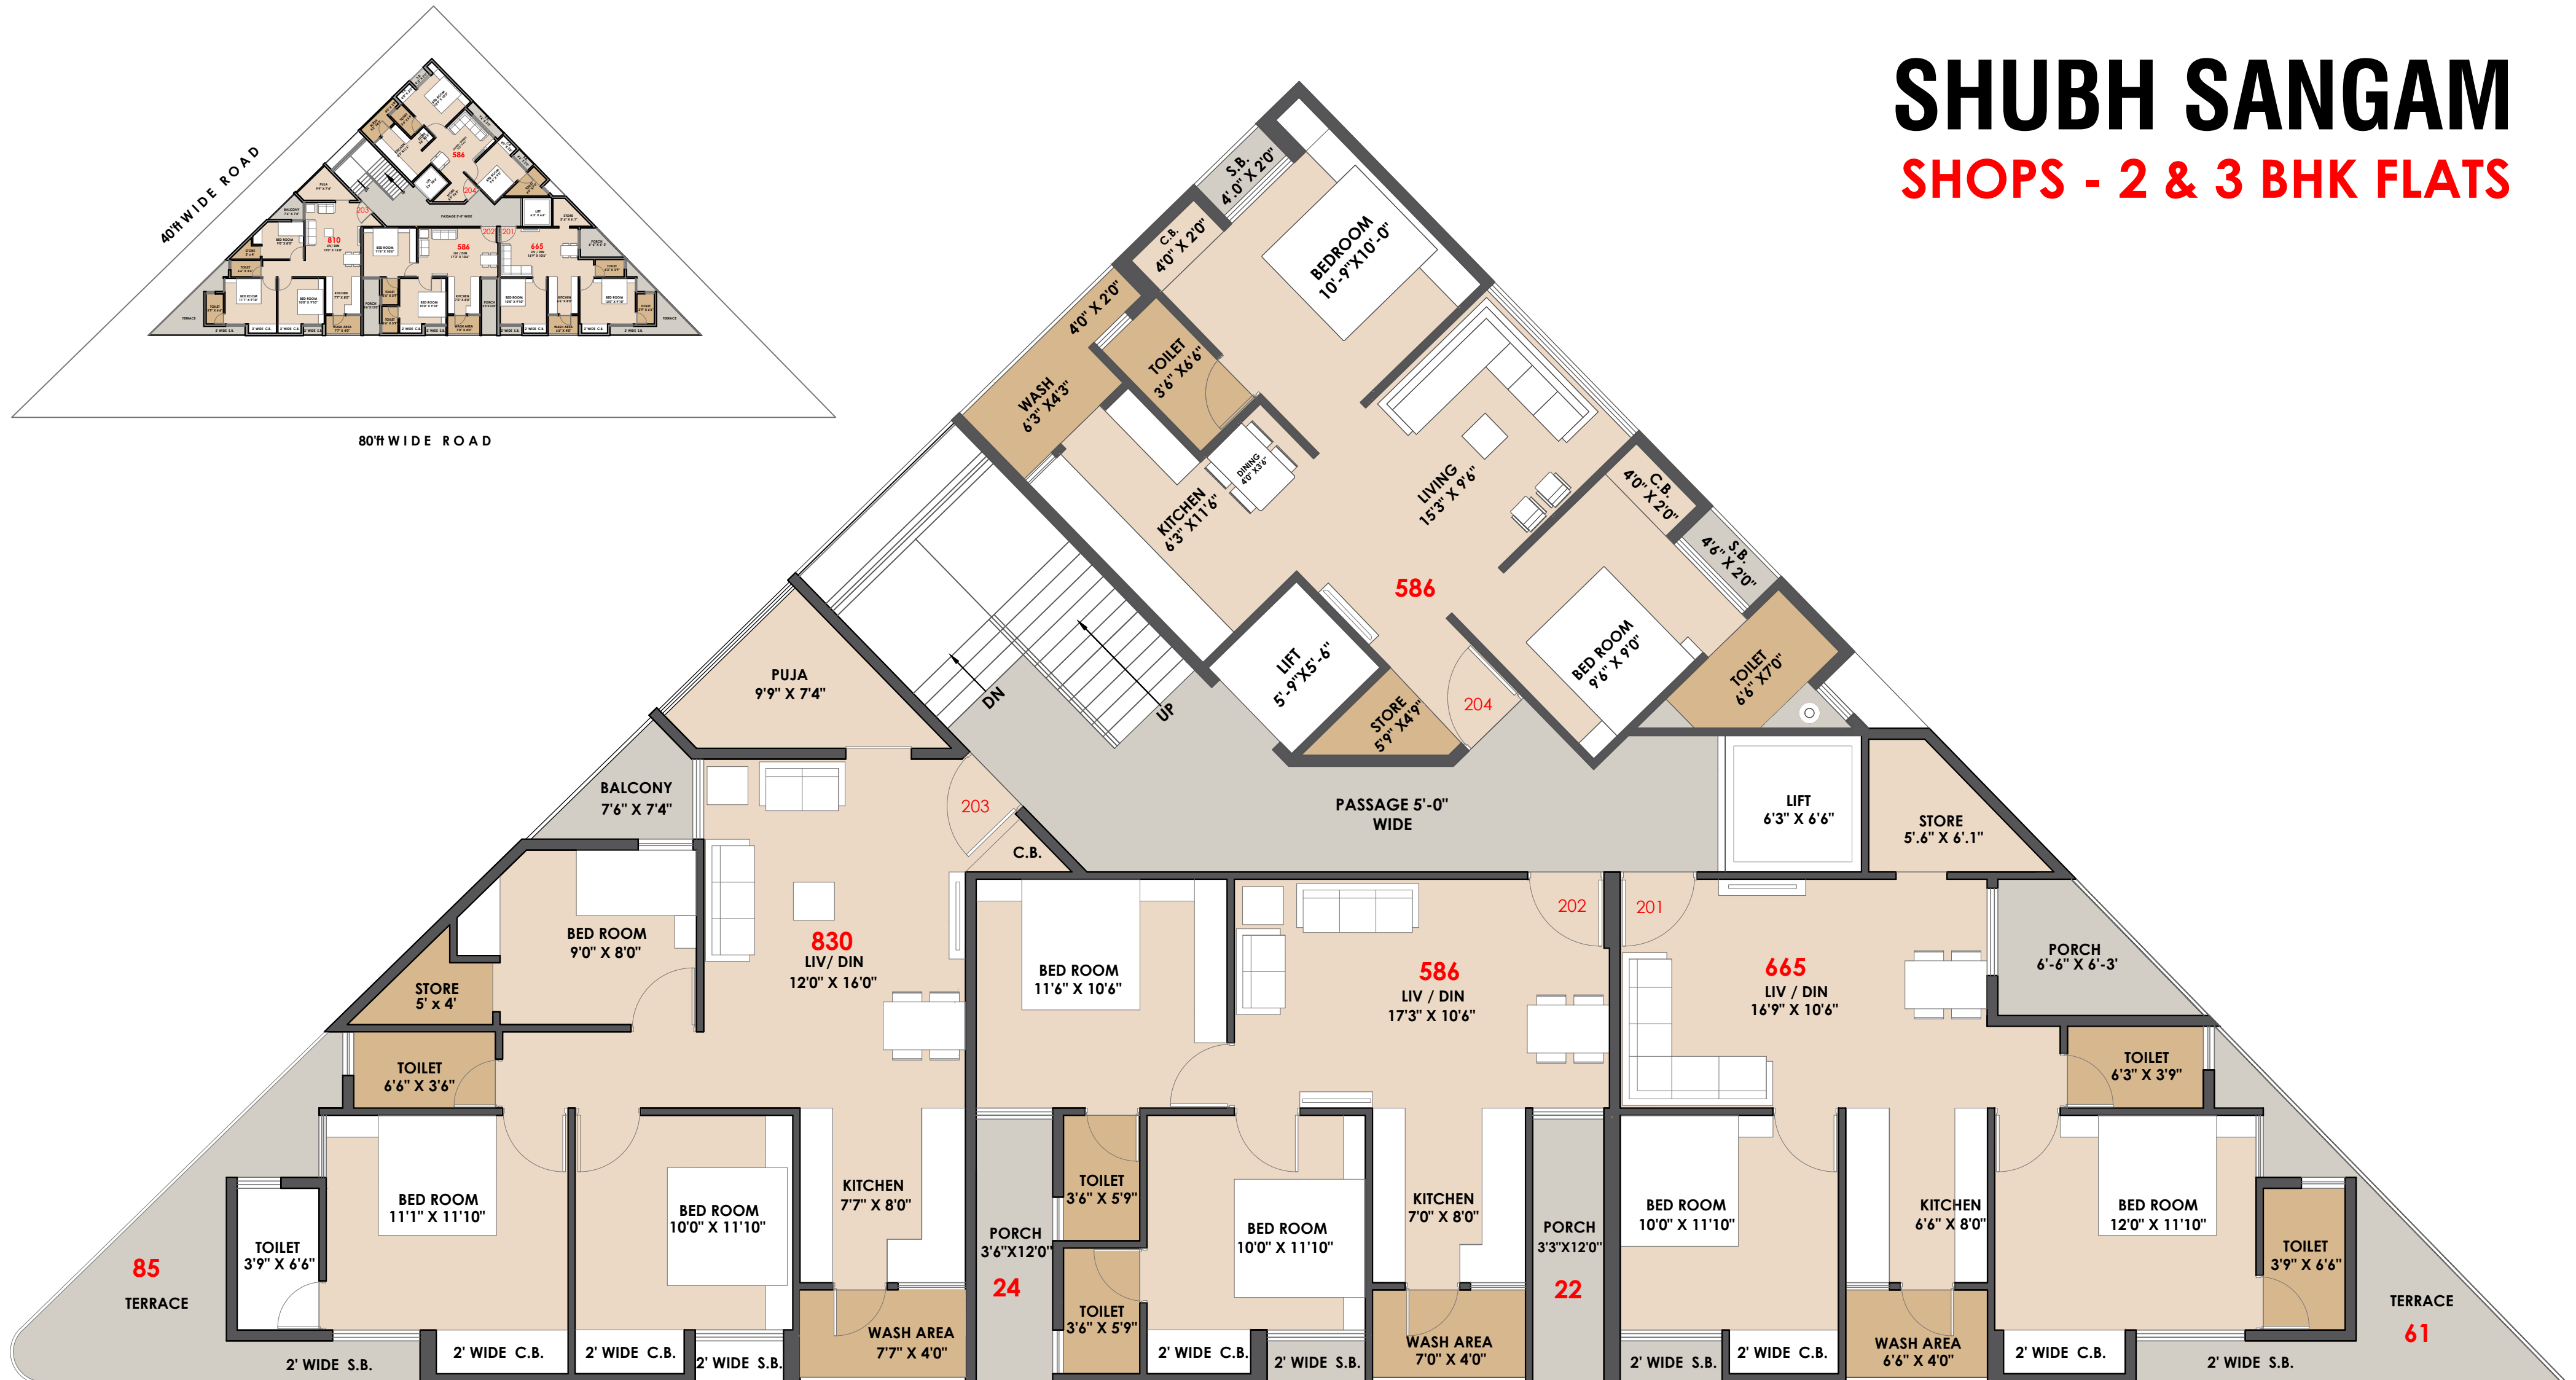 SHUBH SANGAM
SHOPS - 2 & 3 BHK FLATS
40'ft WIDE ROAD
80'ft WIDE ROAD
810
586
586
665
203
204
202
201
S.B.
4'.0" X 2'0"
C.B.
4'0" X 2'0"
BEDROOM
10'-9"X10'-0'
4'0" X 2'0"
TOILET
3'6" X6'6"
WASH
6'3" X4'3"
DINING
4'0" X3'6"
KITCHEN
6'3" X11'6"
LIVING
15'3" X 9'6"
C.B.
4'0" X 2'0"
S.B.
4'6" X 2'0"
586
LIFT
5'-9"X5'-6"
BED ROOM
9'6" X 9'0"
TOILET
6'6" X7'0"
STORE
5'9" X4'9"
204
PUJA
9'9" X 7'4"
DN
UP
BALCONY
7'6" X 7'4"
203
C.B.
PASSAGE 5'-0"
WIDE
LIFT
6'3" X 6'6"
STORE
5'.6" X 6'.1"
BED ROOM
9'0" X 8'0"
830
LIV/ DIN
12'0" X 16'0"
STORE
5' x 4'
BED ROOM
11'6" X 10'6"
202
201
586
LIV / DIN
17'3" X 10'6"
665
LIV / DIN
16'9" X 10'6"
PORCH
6'-6" X 6'-3'
TOILET
6'6" X 3'6"
TOILET
6'3" X 3'9"
BED ROOM
11'1" X 11'10"
BED ROOM
10'0" X 11'10"
KITCHEN
7'7" X 8'0"
TOILET
3'6" X 5'9"
KITCHEN
7'0" X 8'0"
BED ROOM
10'0" X 11'10"
KITCHEN
6'6" X 8'0"
BED ROOM
12'0" X 11'10"
TOILET
3'9" X 6'6"
PORCH
3'6"X12'0"
24
BED ROOM
10'0" X 11'10"
PORCH
3'3"X12'0"
22
TOILET
3'9" X 6'6"
85
TERRACE
TOILET
3'6" X 5'9"
TERRACE
61
WASH AREA
7'7" X 4'0"
WASH AREA
7'0" X 4'0"
WASH AREA
6'6" X 4'0"
2' WIDE S.B.
2' WIDE C.B.
2' WIDE C.B.
2' WIDE S.B.
2' WIDE C.B.
2' WIDE S.B.
2' WIDE S.B.
2' WIDE C.B.
2' WIDE C.B.
2' WIDE S.B.